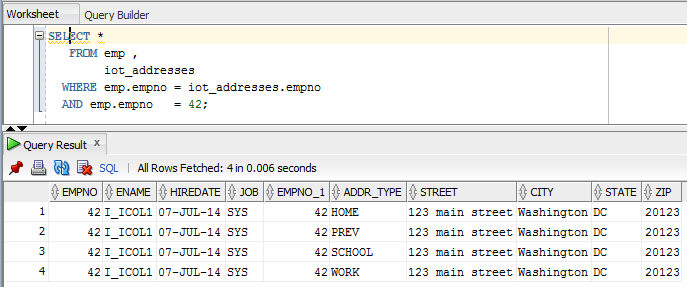 Worksheet Query Builder
SELECT *
FROM emp ,
iot_addresses
WHERE emp.empno = iot_addresses.empno
AND emp.empno = 42;
Query Result x
SQL | All Rows Fetched: 4 in 0.006 seconds
EMPNO ENAME HIREDATE JOB EMPNO_1 ADDR_TYPE STREET CITY STATE ZIP
1 42 I_ICOL1 07-JUL-14 SYS 42 HOME 123 main street Washington DC 20123
2 42 I_ICOL1 07-JUL-14 SYS 42 PREV 123 main street Washington DC 20123
3 42 I_ICOL1 07-JUL-14 SYS 42 SCHOOL 123 main street Washington DC 20123
4 42 I_ICOL1 07-JUL-14 SYS 42 WORK 123 main street Washington DC 20123